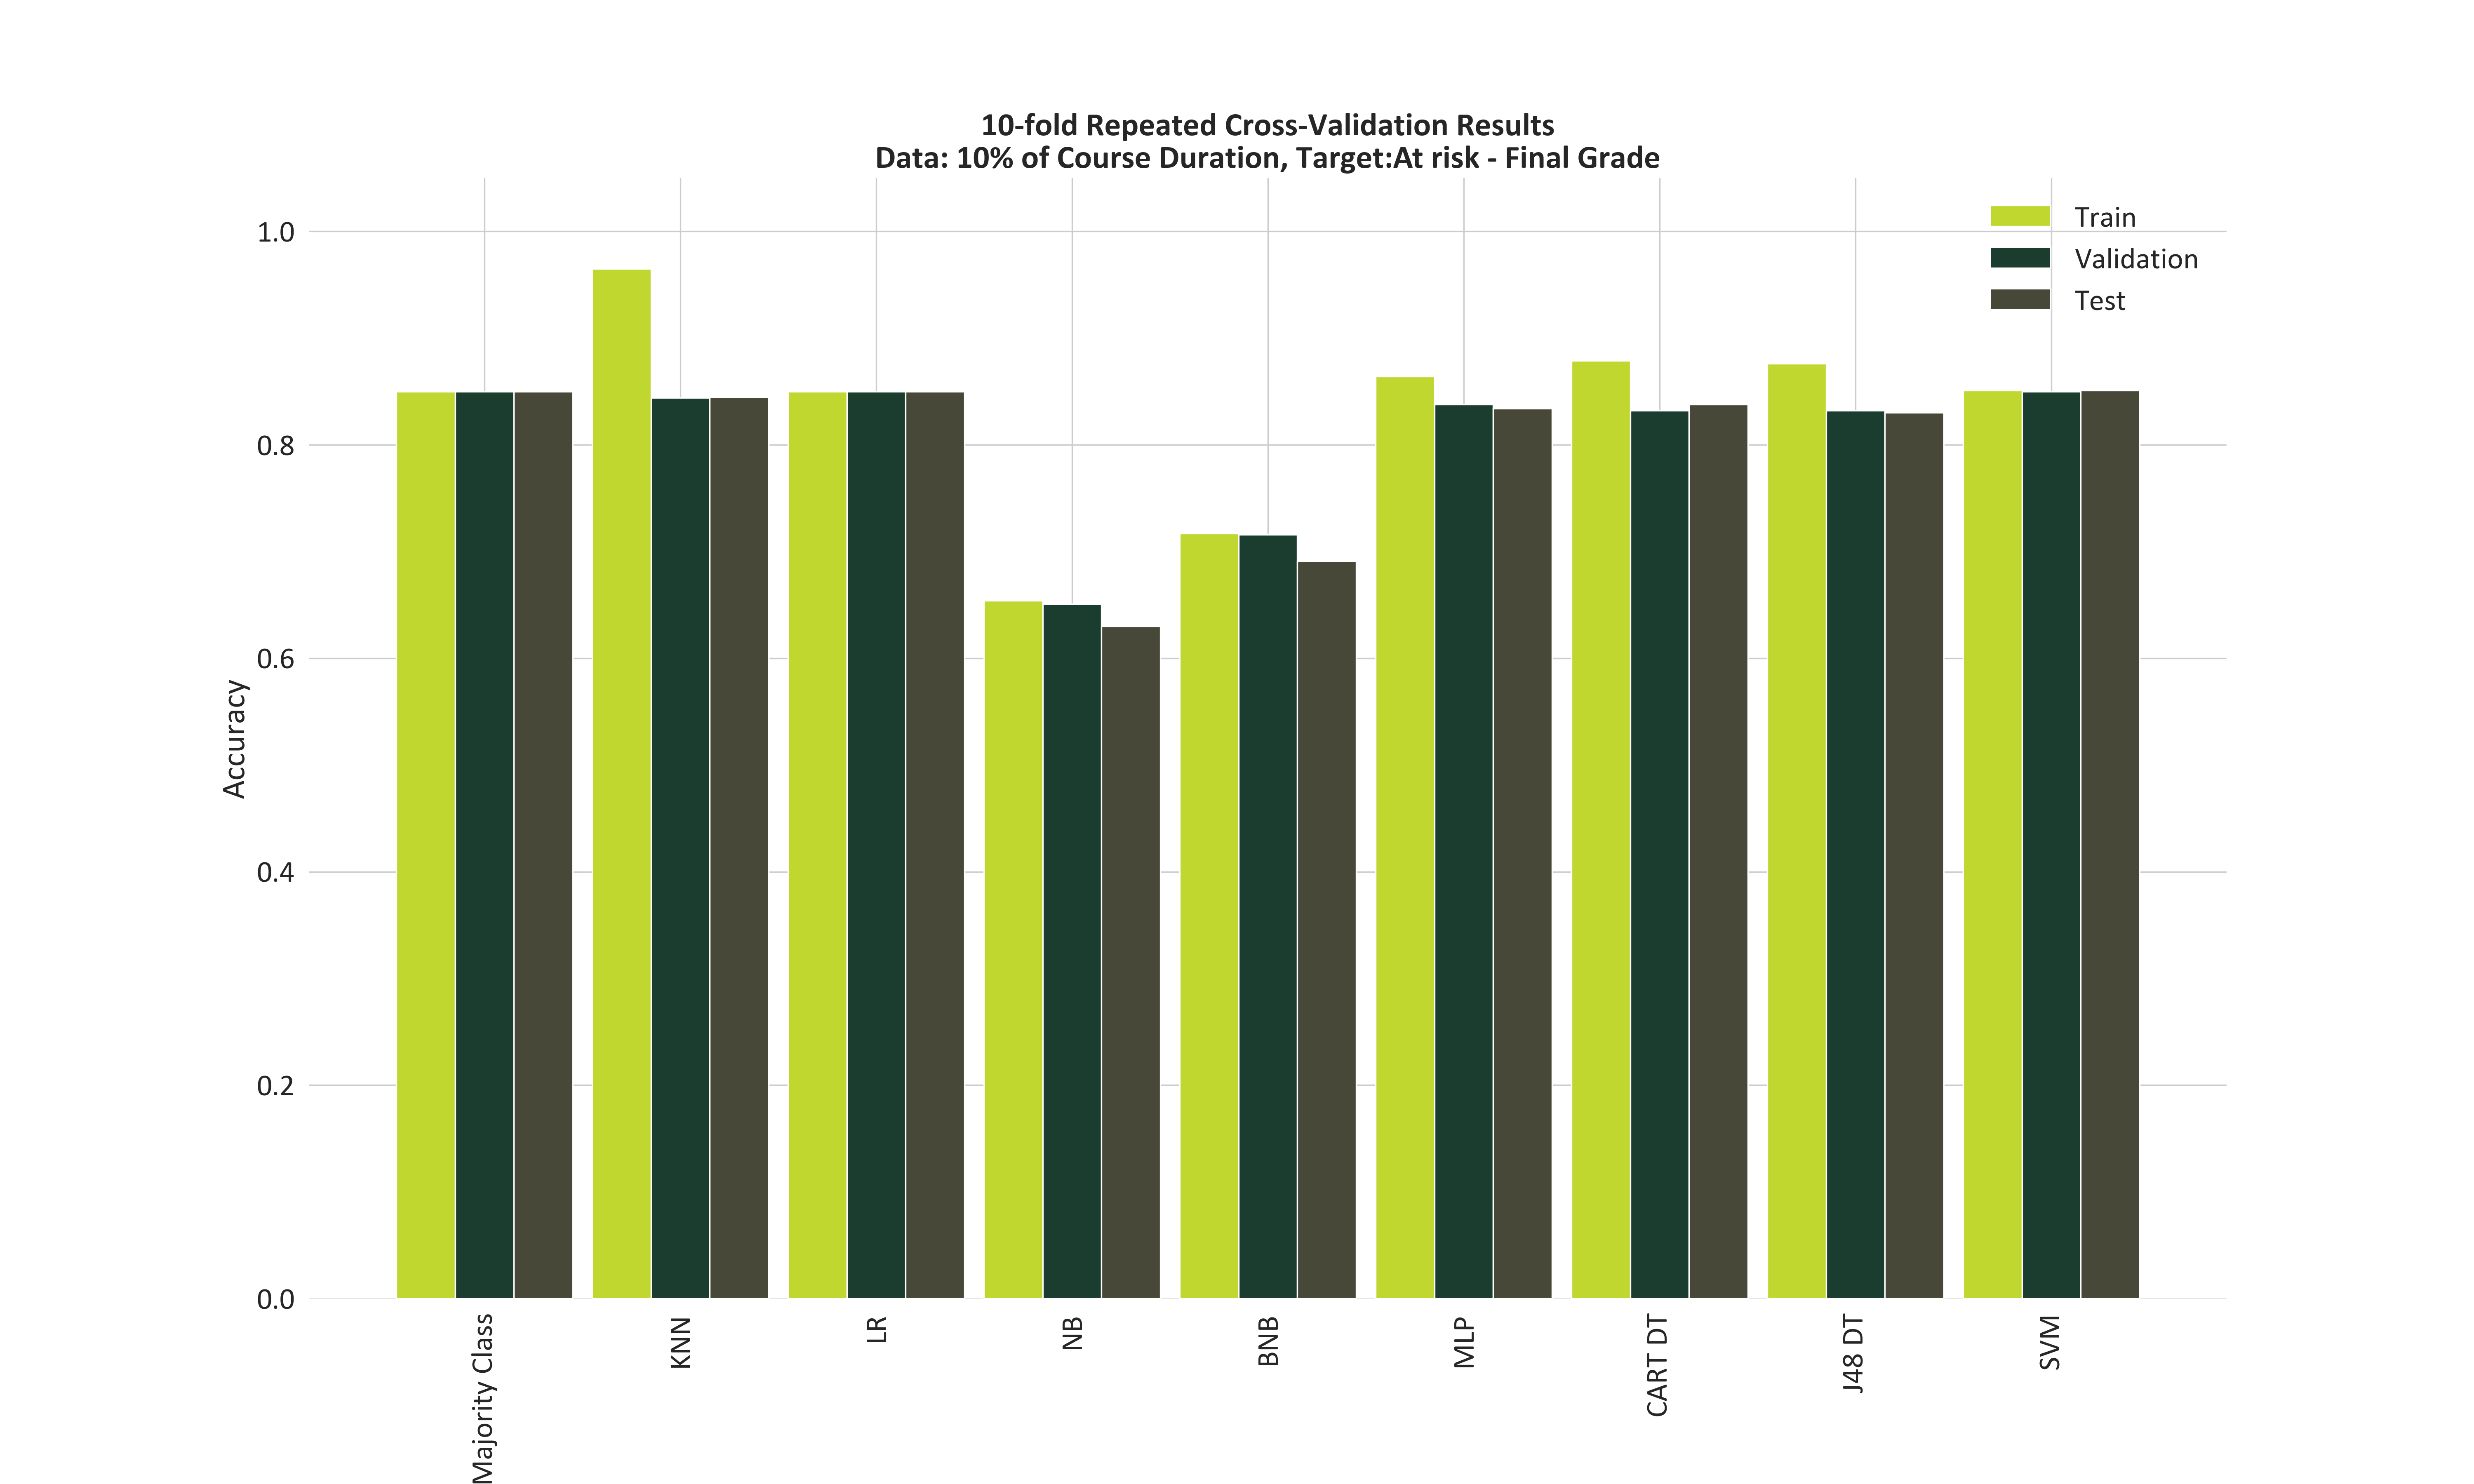 10-fold Repeated Cross-Validation Results
Data: 10% of Course Duration, Target:At risk - Final Grade
Train
Validation
Test
Accuracy
1.0
0.8
0.6
0.4
0.2
0.0
Majority Class
KNN
LR
NB
BNB
MLP
CART DT
J48 DT
SVM